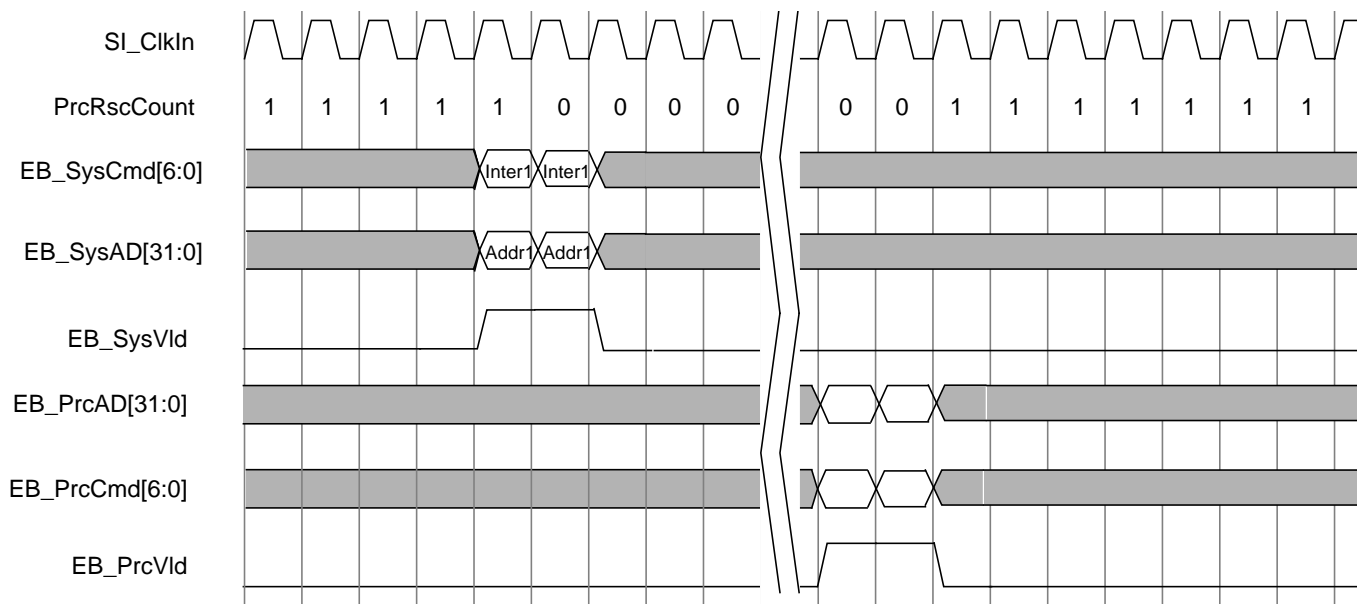 SI_ClkIn
PrcRscCount 1 1 1 1 1 0 0 0 0 0 0 1 1 1 1 1 1 1
EB_SysCmd[6:0] Inter1 Inter1
EB_SysAD[31:0] Addr1 Addr1
EB_SysVld
EB_PrcAD[31:0]
EB_PrcCmd[6:0]
EB_PrcVld